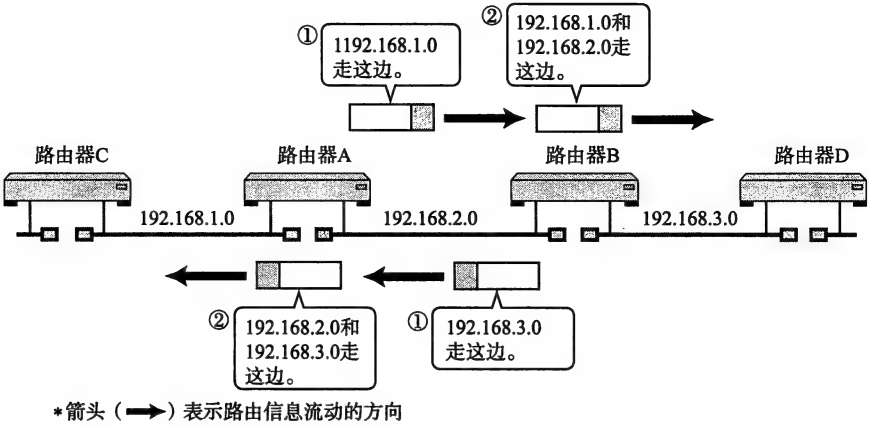 ①
1192.168.1.0
走这边。
②
192.168.1.0和
192.168.2.0走
这边。
路由器C
路由器A
路由器B
路由器D
192.168.1.0
192.168.2.0
192.168.3.0
②
192.168.2.0和
192.168.3.0走
这边。
①
192.168.3.0
走这边。
*箭头（）表示路由信息流动的方向